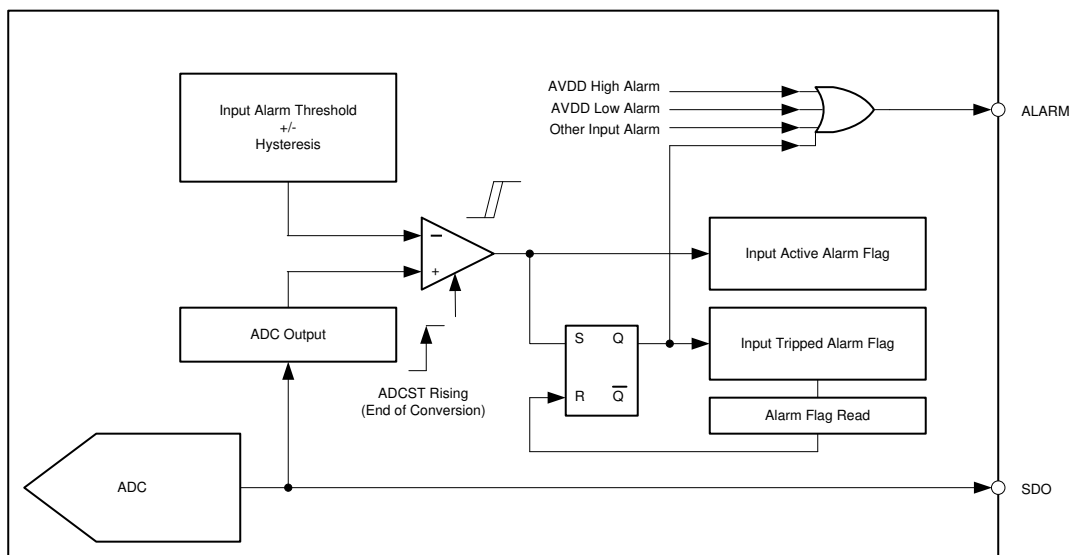 AVDD High Alarm
AVDD Low Alarm
Other Input Alarm
ALARM
Input Alarm Threshold
+/-
Hysteresis
−
+
Input Active Alarm Flag
ADC Output
ADCST Rising
(End of Conversion)
S Q
R Q
Input Tripped Alarm Flag
Alarm Flag Read
ADC
SDO